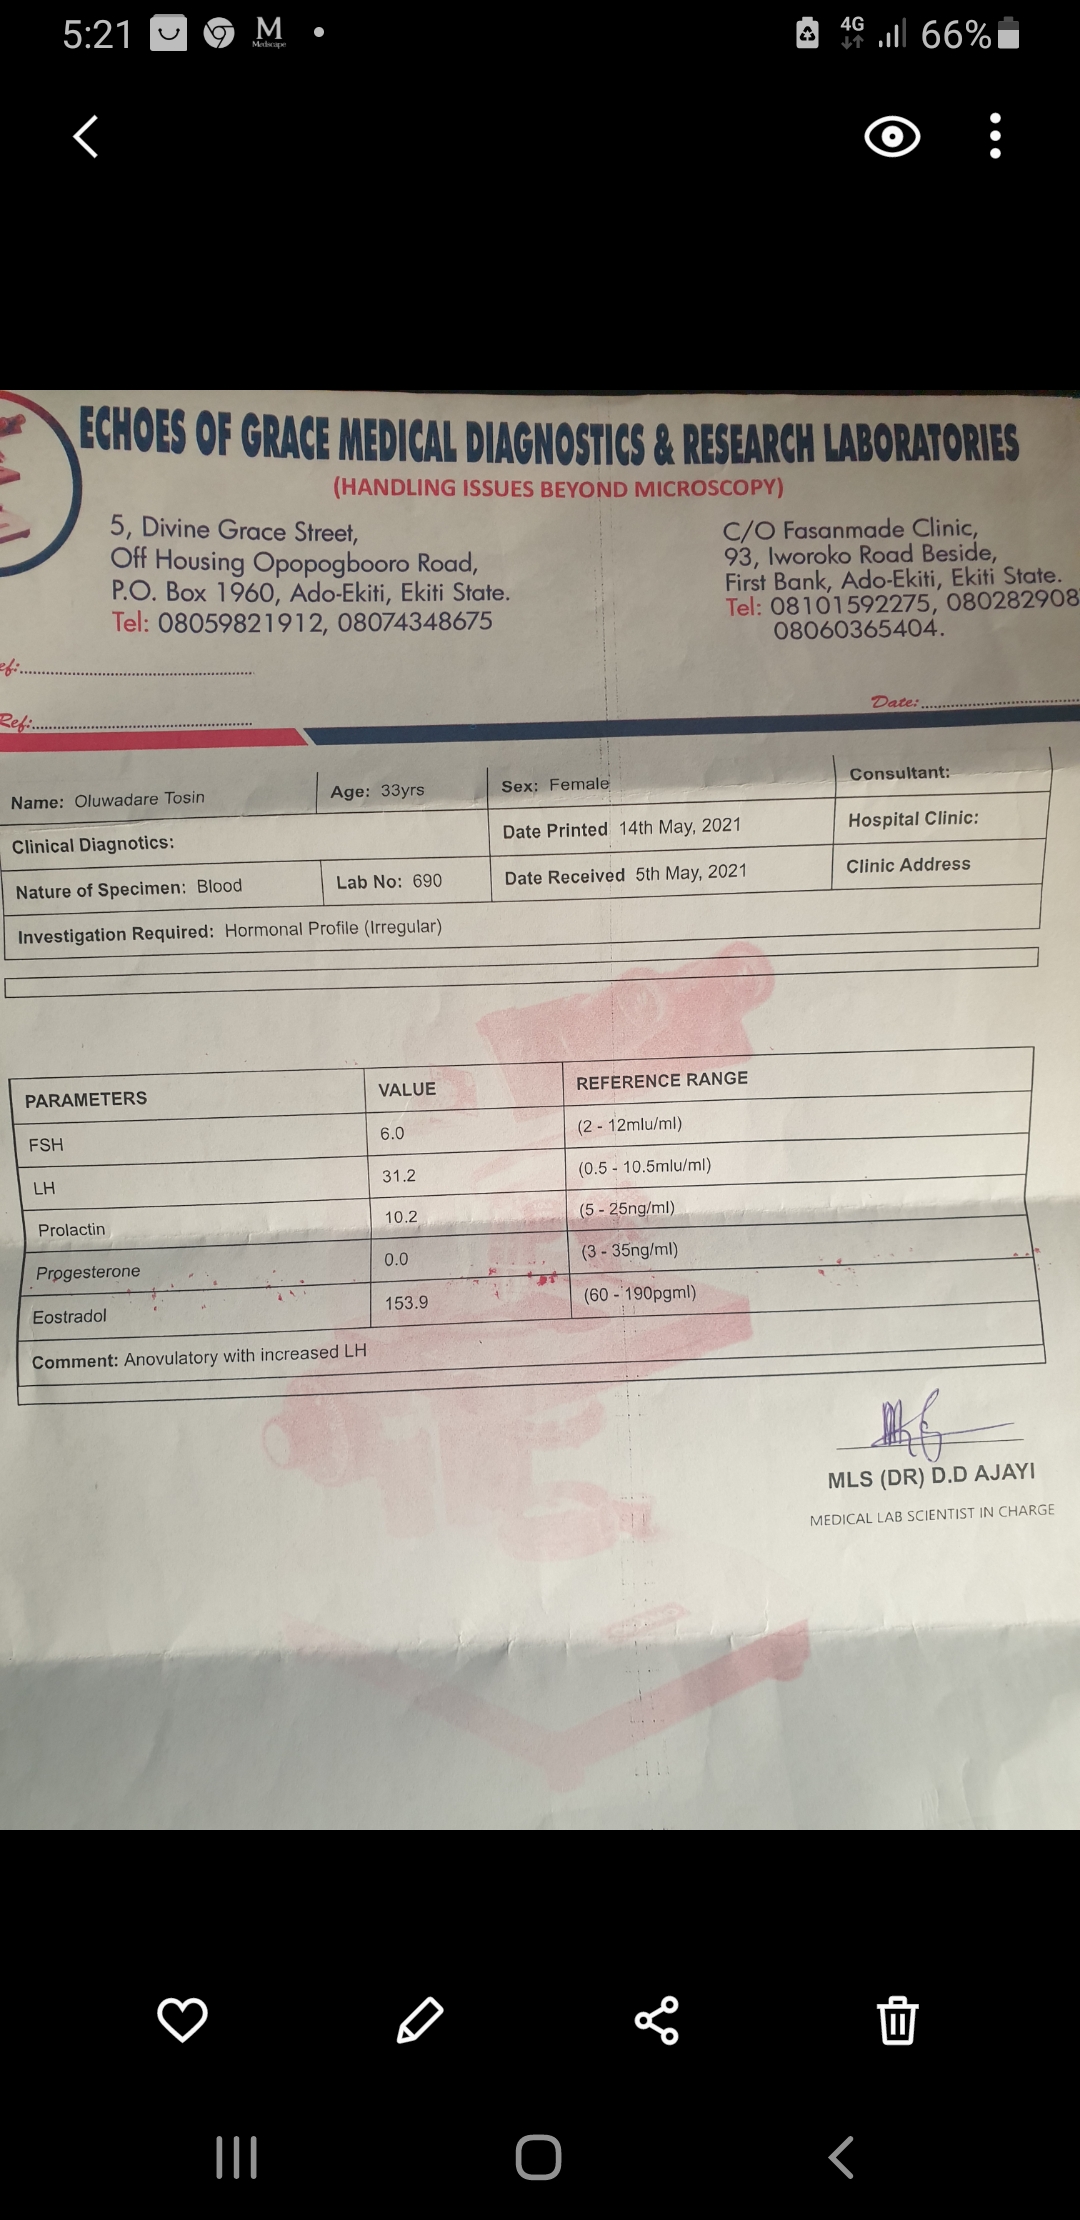 5:21 M 4G 66%
Medscape
ECHOES OF GRACE MEDICAL DIAGNOSTICS & RESEARCH LABORATORIES
(HANDLING ISSUES BEYOND MICROSCOPY)
5, Divine Grace Street,
Off Housing Opopogbooro Road,
P.O. Box 1960, Ado-Ekiti, Ekiti State.
Tel: 08059821912, 08074348675
C/O Fasanmade Clinic,
93, Iworoko Road Beside,
First Bank, Ado-Ekiti, Ekiti State.
Tel: 08101592275, 080282908
08060365404.
ef:
Ref:
Date:
Name: Oluwadare Tosin Age: 33yrs Sex: Female Consultant:
Clinical Diagnotics: Date Printed 14th May, 2021 Hospital Clinic:
Nature of Specimen: Blood Lab No: 690 Date Received 5th May, 2021 Clinic Address
Investigation Required: Hormonal Profile (Irregular)
PARAMETERS VALUE REFERENCE RANGE
FSH 6.0 (2 - 12mlu/ml)
LH 31.2 (0.5 - 10.5mlu/ml)
Prolactin 10.2 (5 - 25ng/ml)
Progesterone 0.0 (3 - 35ng/ml)
Eostradol 153.9 (60 - 190pgml)
Comment: Anovulatory with increased LH
MLS (DR) D.D AJAYI
MEDICAL LAB SCIENTIST IN CHARGE